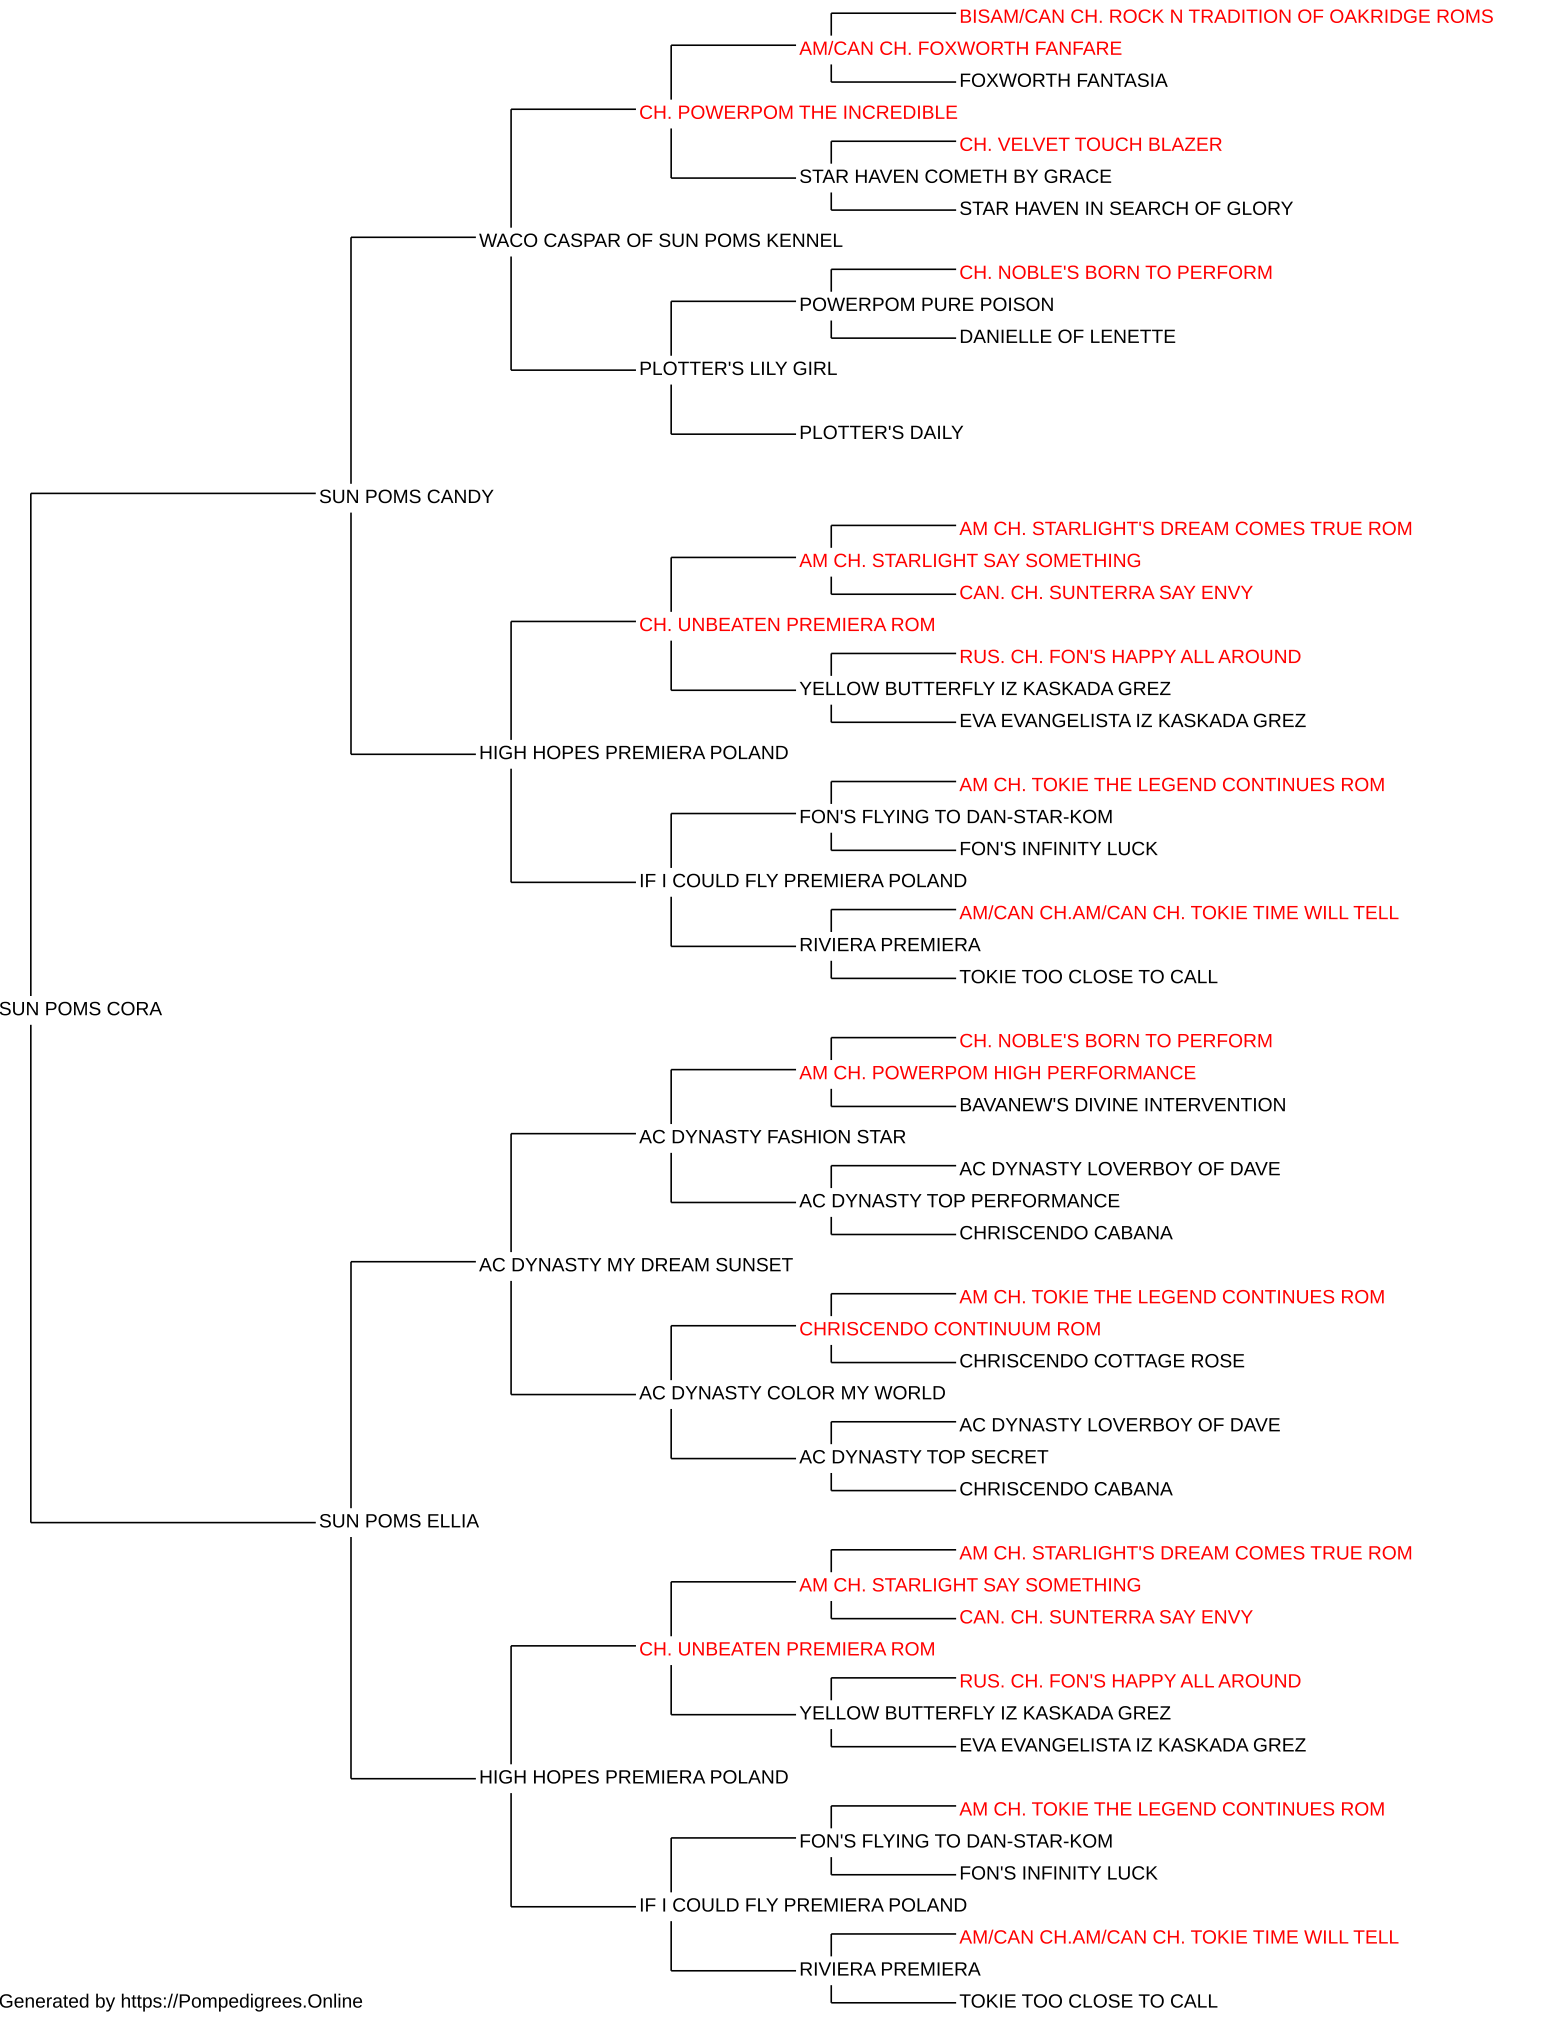 BISAM/CAN CH. ROCK N TRADITION OF OAKRIDGE ROMS
AM/CAN CH. FOXWORTH FANFARE
FOXWORTH FANTASIA
CH. POWERPOM THE INCREDIBLE
CH. VELVET TOUCH BLAZER
STAR HAVEN COMETH BY GRACE
STAR HAVEN IN SEARCH OF GLORY
WACO CASPAR OF SUN POMS KENNEL
CH. NOBLE'S BORN TO PERFORM
POWERPOM PURE POISON
DANIELLE OF LENETTE
PLOTTER'S LILY GIRL
PLOTTER'S DAILY
SUN POMS CANDY
AM CH. STARLIGHT'S DREAM COMES TRUE ROM
AM CH. STARLIGHT SAY SOMETHING
CAN. CH. SUNTERRA SAY ENVY
CH. UNBEATEN PREMIERA ROM
RUS. CH. FON'S HAPPY ALL AROUND
YELLOW BUTTERFLY IZ KASKADA GREZ
EVA EVANGELISTA IZ KASKADA GREZ
HIGH HOPES PREMIERA POLAND
AM CH. TOKIE THE LEGEND CONTINUES ROM
FON'S FLYING TO DAN-STAR-KOM
FON'S INFINITY LUCK
IF I COULD FLY PREMIERA POLAND
AM/CAN CH.AM/CAN CH. TOKIE TIME WILL TELL
RIVIERA PREMIERA
TOKIE TOO CLOSE TO CALL
SUN POMS CORA
CH. NOBLE'S BORN TO PERFORM
AM CH. POWERPOM HIGH PERFORMANCE
BAVANEW'S DIVINE INTERVENTION
AC DYNASTY FASHION STAR
AC DYNASTY LOVERBOY OF DAVE
AC DYNASTY TOP PERFORMANCE
CHRISCENDO CABANA
AC DYNASTY MY DREAM SUNSET
AM CH. TOKIE THE LEGEND CONTINUES ROM
CHRISCENDO CONTINUUM ROM
CHRISCENDO COTTAGE ROSE
AC DYNASTY COLOR MY WORLD
AC DYNASTY LOVERBOY OF DAVE
AC DYNASTY TOP SECRET
CHRISCENDO CABANA
SUN POMS ELLIA
AM CH. STARLIGHT'S DREAM COMES TRUE ROM
AM CH. STARLIGHT SAY SOMETHING
CAN. CH. SUNTERRA SAY ENVY
CH. UNBEATEN PREMIERA ROM
RUS. CH. FON'S HAPPY ALL AROUND
YELLOW BUTTERFLY IZ KASKADA GREZ
EVA EVANGELISTA IZ KASKADA GREZ
HIGH HOPES PREMIERA POLAND
AM CH. TOKIE THE LEGEND CONTINUES ROM
FON'S FLYING TO DAN-STAR-KOM
FON'S INFINITY LUCK
IF I COULD FLY PREMIERA POLAND
AM/CAN CH.AM/CAN CH. TOKIE TIME WILL TELL
RIVIERA PREMIERA
TOKIE TOO CLOSE TO CALL
Generated by https://Pompedigrees.Online